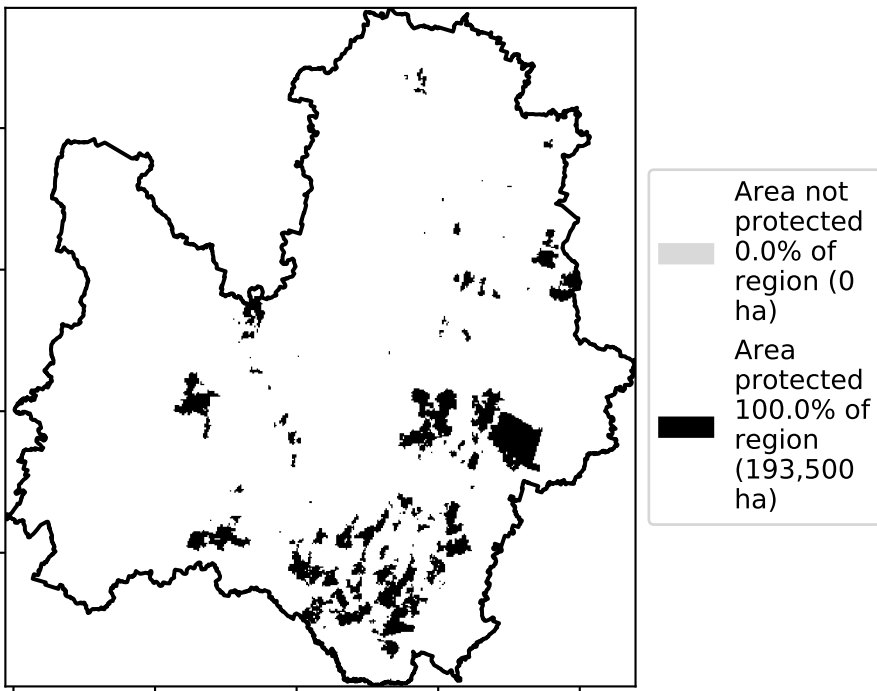 Area not
protected
0.0% of
region (0
ha)
Area
protected
100.0% of
region
(193,500
ha)